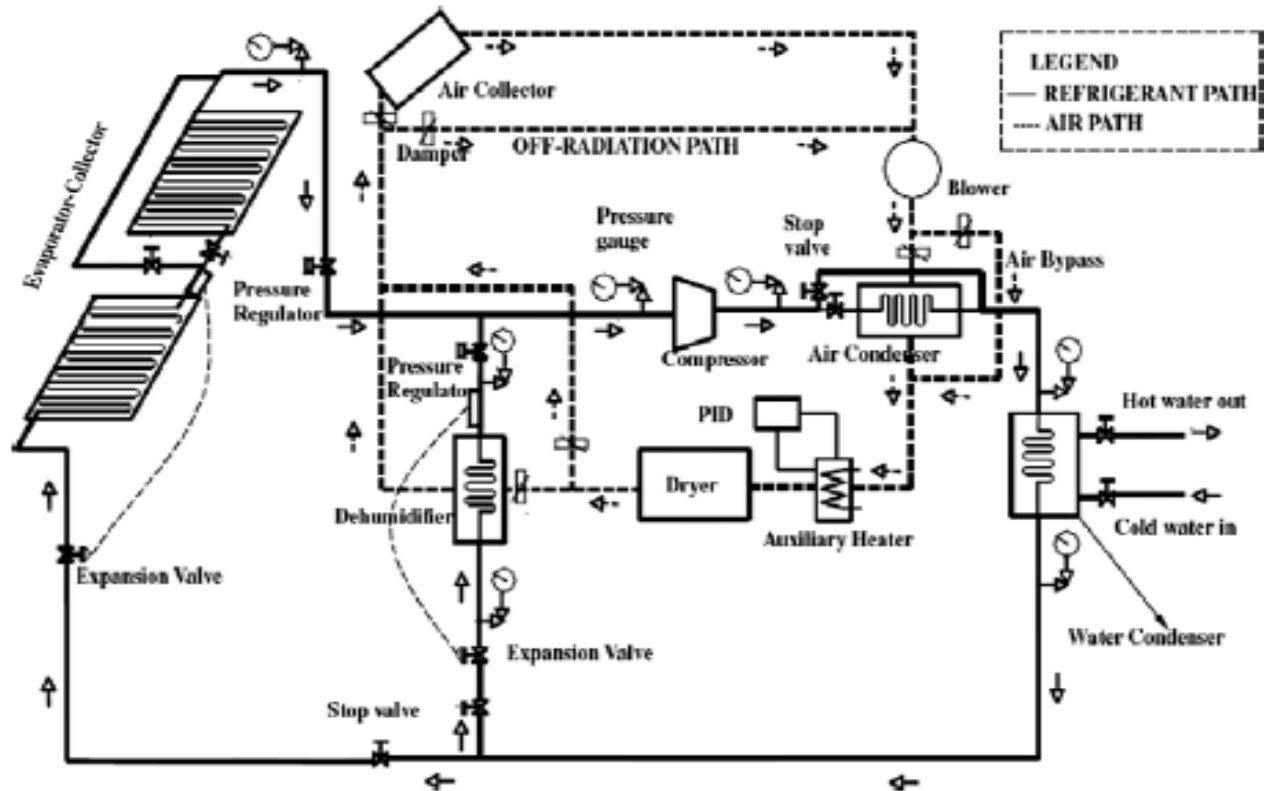 LEGEND
REFRIGERANT PATH
AIR PATH
Air Collector
Damper
OFF-RADIATION PATH
Blower
Evaporator-Collector
Pressure
gauge
Stop
valve
Air Bypass
Pressure
Regulator
Compressor
Air Condenser
Pressure
Regulator
PID
Hot water out
Dryer
Dehumidifier
Auxiliary Heater
Cold water in
Expansion Valve
Water Condenser
Expansion Valve
Stop valve